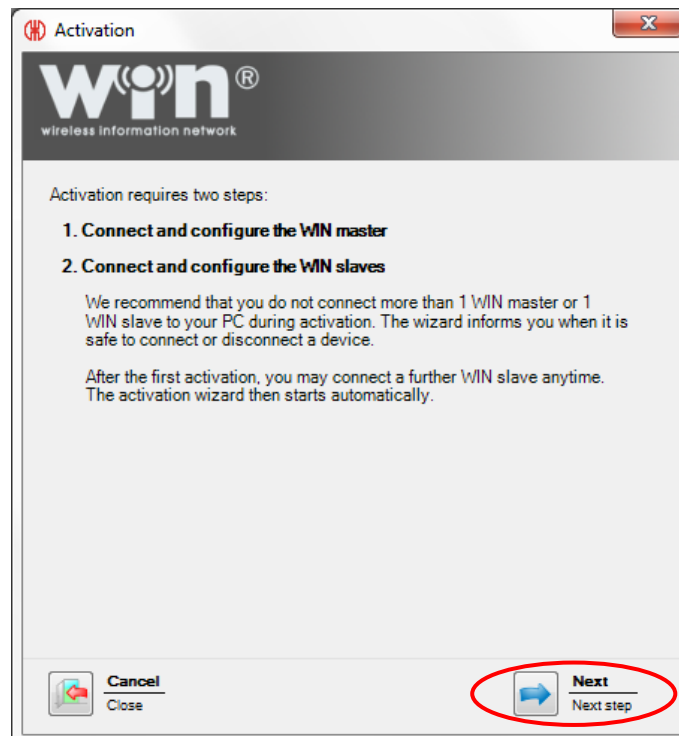 Activation
x
WiN®
wireless information network
Activation requires two steps:
1. Connect and configure the WIN master
2. Connect and configure the WIN slaves
We recommend that you do not connect more than 1 WIN master or 1
WIN slave to your PC during activation. The wizard informs you when it is
safe to connect or disconnect a device.
After the first activation, you may connect a further WIN slave anytime.
The activation wizard then starts automatically.
Cancel
Close
Next
Next step